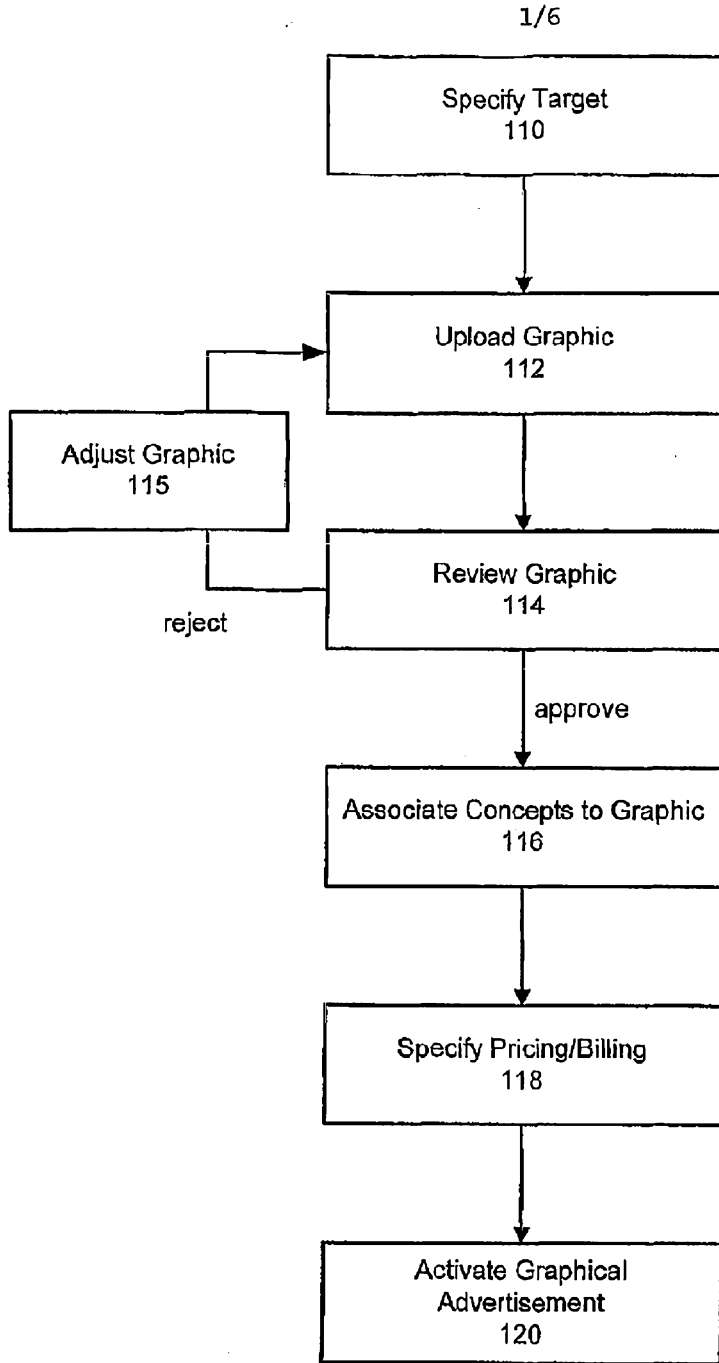 1/6
Specify Target
110
Upload Graphic
112
Adjust Graphic
115
Review Graphic
114
reject
approve
Associate Concepts to Graphic
116
Specify Pricing/Billing
118
Activate Graphical
Advertisement
120